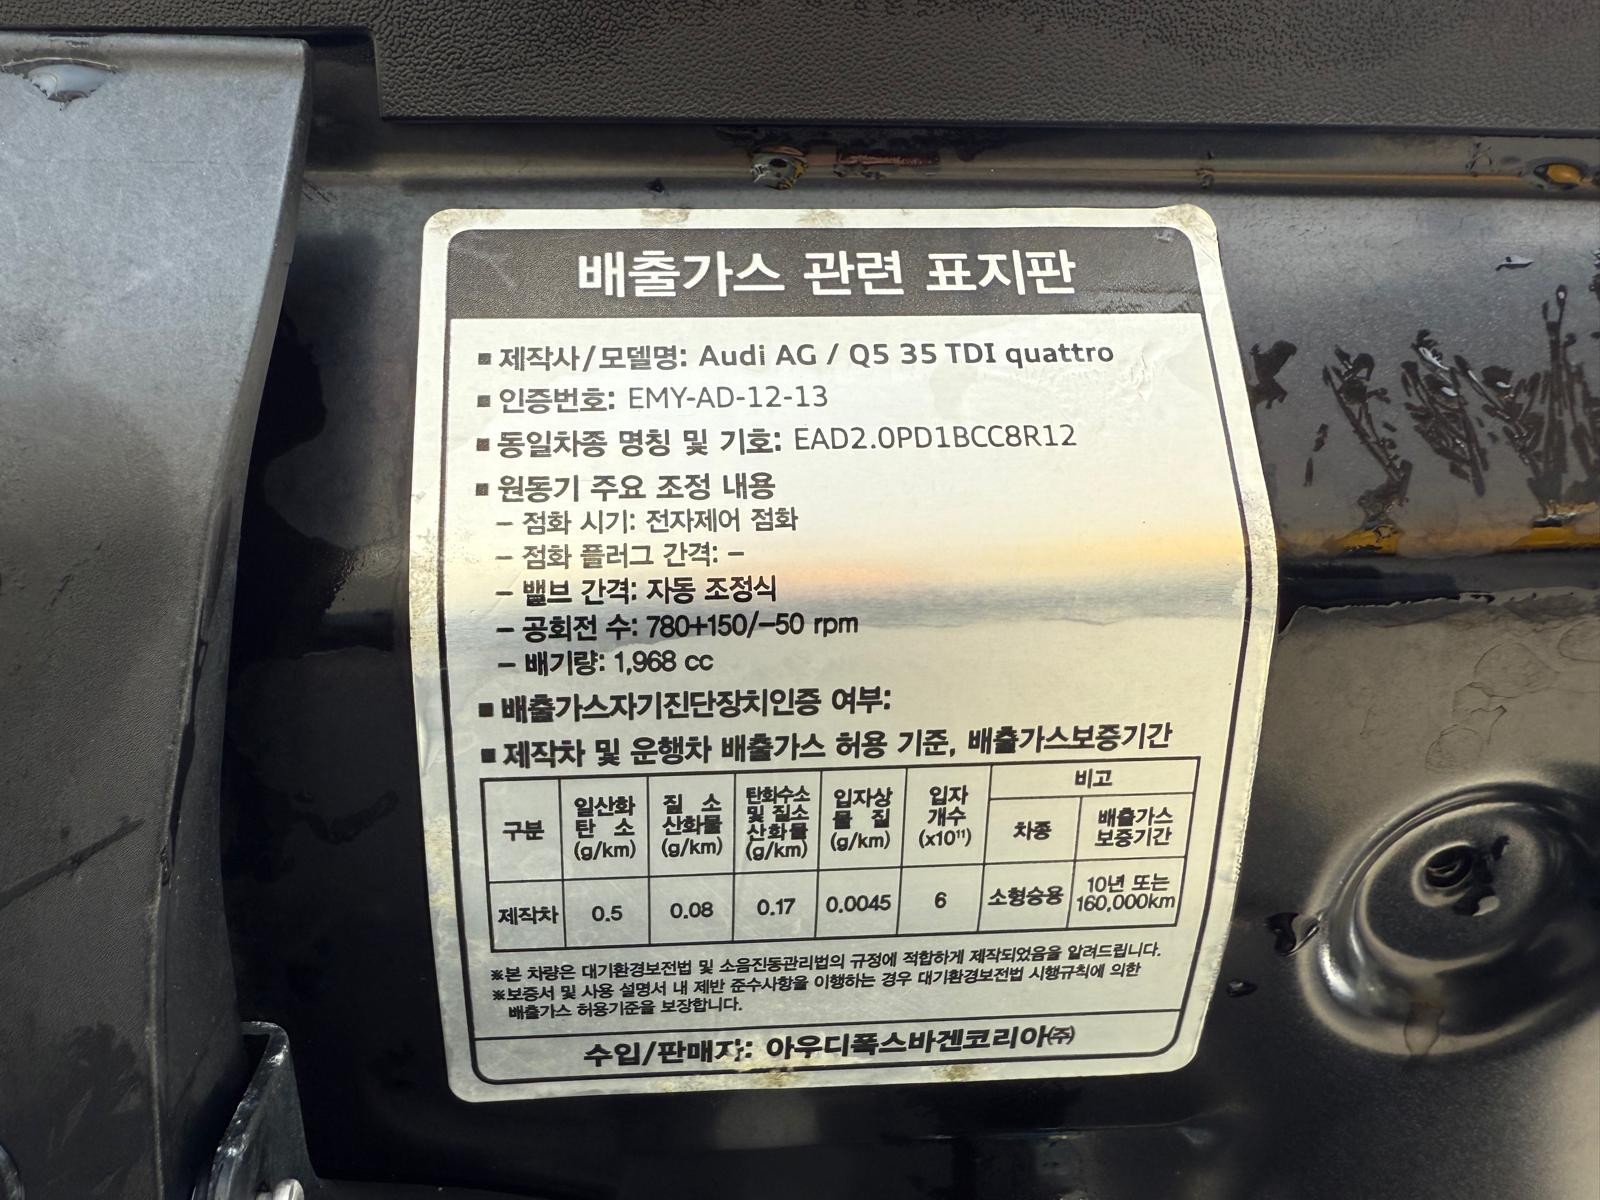 배출가스 관련 표지판
▪ 제작사/모델명: Audi AG / Q5 35 TDI quattro
▪ 인증번호: EMY-AD-12-13
▪ 동일차종 명칭 및 기호: EAD2.0PD1BCC8R12
▪ 원동기 주요 조정 내용
– 점화 시기: 전자제어 점화
– 점화 플러그 간격: –
– 밸브 간격: 자동 조정식
– 공회전 수: 780+150/–50 rpm
– 배기량: 1,968 cc
▪ 배출가스자기진단장치인증 여부:
▪ 제작차 및 운행차 배출가스 허용 기준, 배출가스보증기간
구분
일산화
탄 소
(g/km)
질 소
산화물
(g/km)
탄화수소
및 질소
산화물
(g/km)
입자상
물 질
(g/km)
입자
개수
(x10¹¹)
비고
차종
배출가스
보증기간
제작차
0.5
0.08
0.17
0.0045
6
소형승용
10년 또는
160,000km
※본 차량은 대기환경보전법 및 소음진동관리법의 규정에 적합하게 제작되었음을 알려드립니다.
※보증서 및 사용 설명서 내 제반 준수사항을 이행하는 경우 대기환경보전법 시행규칙에 의한
배출가스 허용기준을 보장합니다.
수입/판매자: 아우디폭스바겐코리아㈜